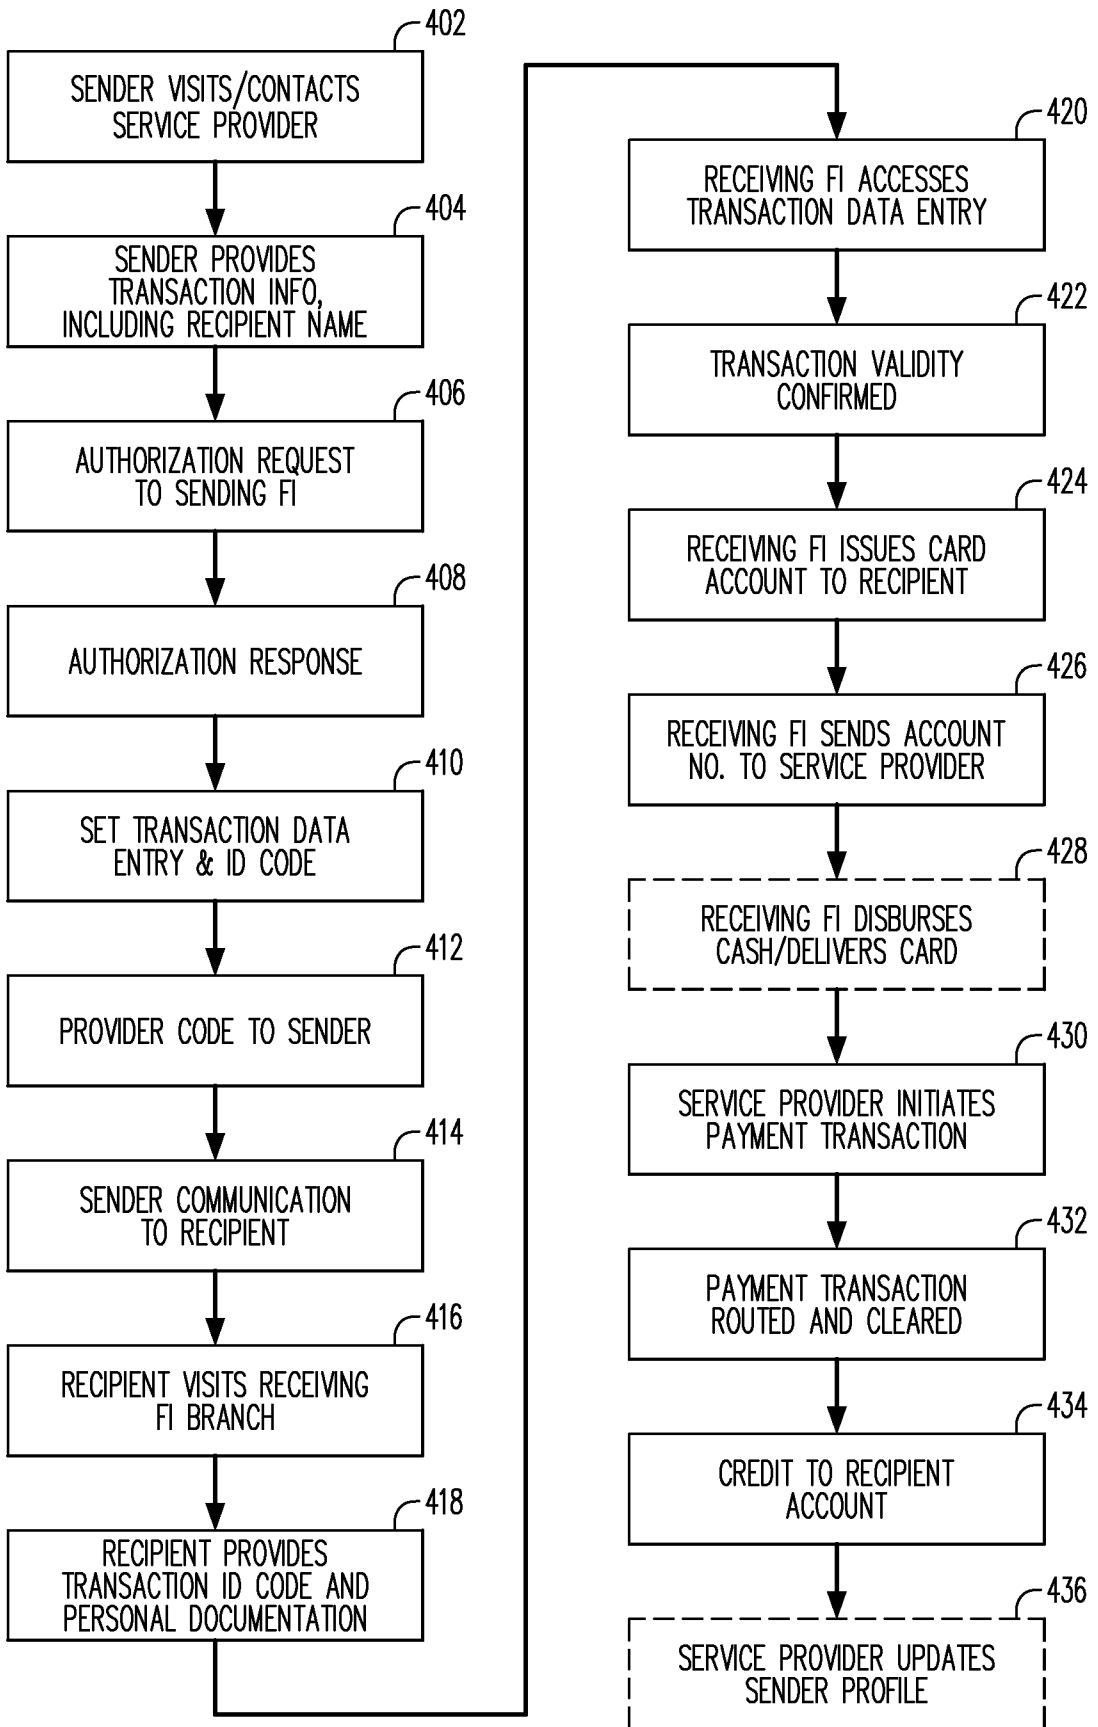 402
SENDER VISITS/CONTACTS
SERVICE PROVIDER
404
SENDER PROVIDES
TRANSACTION INFO,
INCLUDING RECIPIENT NAME
406
AUTHORIZATION REQUEST
TO SENDING FI
408
AUTHORIZATION RESPONSE
410
SET TRANSACTION DATA
ENTRY & ID CODE
412
PROVIDER CODE TO SENDER
414
SENDER COMMUNICATION
TO RECIPIENT
416
RECIPIENT VISITS RECEIVING
FI BRANCH
418
RECIPIENT PROVIDES
TRANSACTION ID CODE AND
PERSONAL DOCUMENTATION
420
RECEIVING FI ACCESSES
TRANSACTION DATA ENTRY
422
TRANSACTION VALIDITY
CONFIRMED
424
RECEIVING FI ISSUES CARD
ACCOUNT TO RECIPIENT
426
RECEIVING FI SENDS ACCOUNT
NO. TO SERVICE PROVIDER
428
RECEIVING FI DISBURSES
CASH/DELIVERS CARD
430
SERVICE PROVIDER INITIATES
PAYMENT TRANSACTION
432
PAYMENT TRANSACTION
ROUTED AND CLEARED
434
CREDIT TO RECIPIENT
ACCOUNT
436
SERVICE PROVIDER UPDATES
SENDER PROFILE